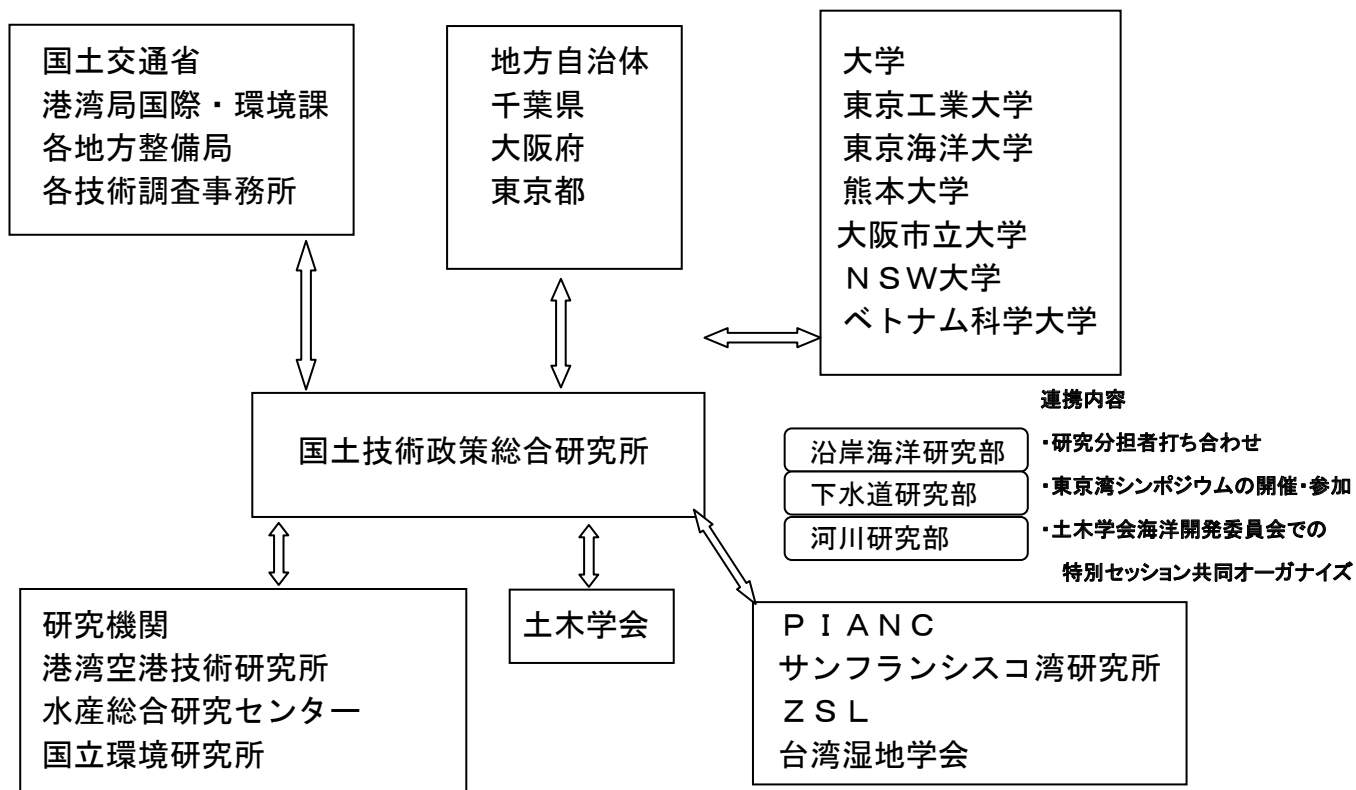 国土交通省
港湾局国際・環境課
各地方整備局
各技術調査事務所
地方自治体
千葉県
大阪府
東京都
大学
東京工業大学
東京海洋大学
熊本大学
大阪市立大学
ＮＳＷ大学
ベトナム科学大学
国土技術政策総合研究所
沿岸海洋研究部
下水道研究部
河川研究部
連携内容
・研究分担者打ち合わせ
・東京湾シンポジウムの開催・参加
・土木学会海洋開発委員会での
特別セッション共同オーガナイズ
研究機関
港湾空港技術研究所
水産総合研究センター
国立環境研究所
土木学会
ＰＩＡＮＣ
サンフランシスコ湾研究所
ＺＳＬ
台湾湿地学会